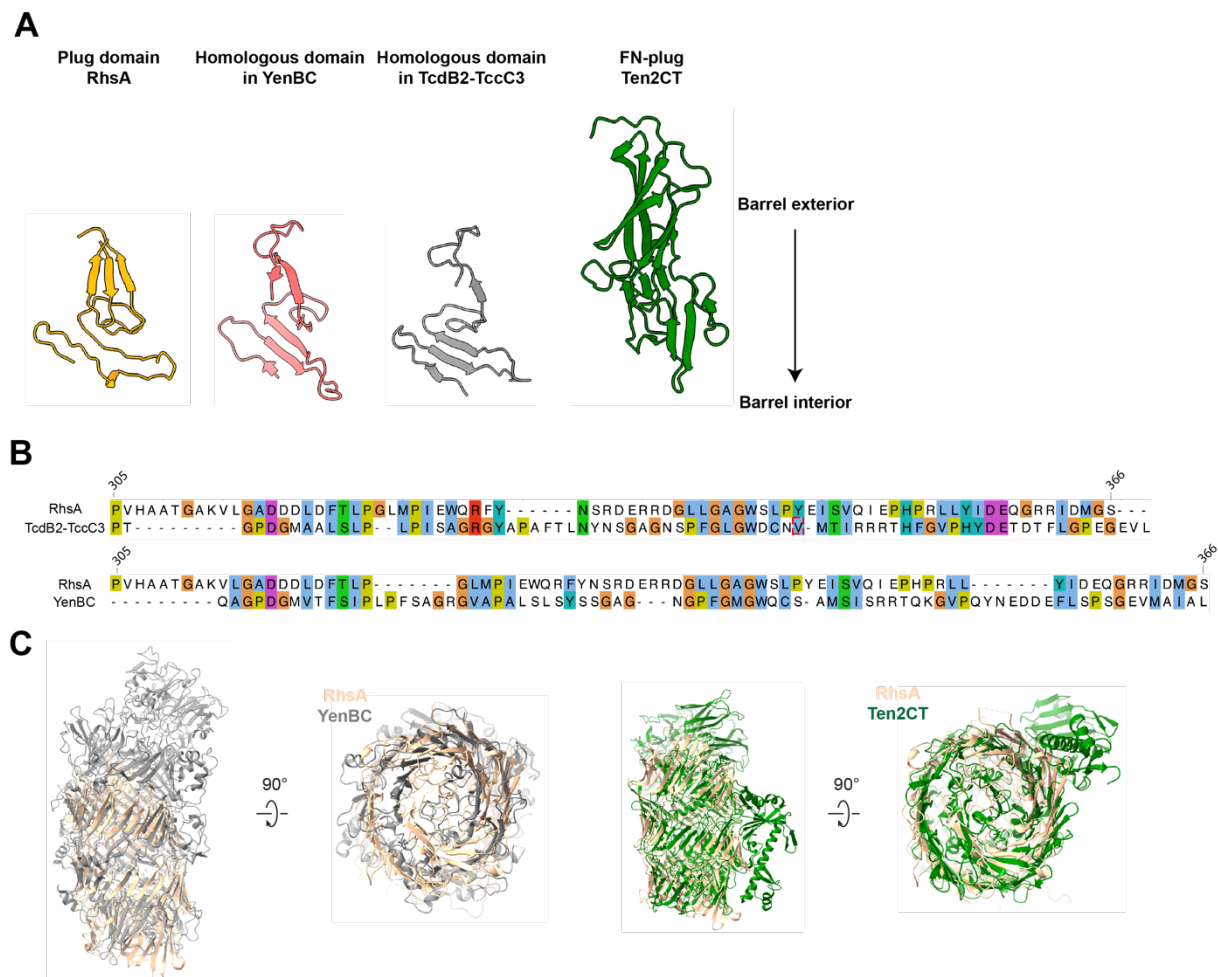 A
Plug domain
RhsA
Homologous domain
in YenBC
Homologous domain
in TcdB2-TccC3
FN-plug
Ten2CT
Barrel exterior
Barrel interior
B
305
366
RhsA PVHAATGAKVLGADDDLDFTLPGLMPIEWQRFY------NSRDERRDGLLGAGWSLPYEISVQIEPHPRLLYIDEQGRRIDMGS---
TcdB2-TccC3 PT---------GPDGMAALSLP--LPISAGRGYAPAFTLNYNSGAGNSPFGLGWDCNV-MTIRRRTHFGVPHYDETDTFLGPEGEVL
305
366
RhsA PVHAATGAKVLGADDDLDFTLP-------GLMPIEWQRFYNSRDERRDGLLGAGWSLPYEISVQIEPHPRLL-------YIDEQGRRIDMGS
YenBC ---------QAGPDGMVTFSIPLPFSAGRGVAPALSLSYSSGAG---NGPFGMGWQCS-AMSISRRTQKGVPQYNEDDEFLSPSGEVMAIAL
C
RhsA
YenBC
90°
RhsA
Ten2CT
90°